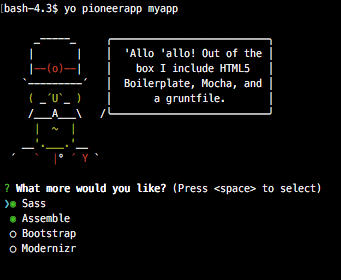 [bash-4.3$ yo pioneerapp myapp
'Allo 'allo! Out of the
box I include HTML5
Boilerplate, Mocha, and
a gruntfile.
? What more would you like? (Press <space> to select)
❯◉ Sass
◉ Assemble
◯ Bootstrap
◯ Modernizr